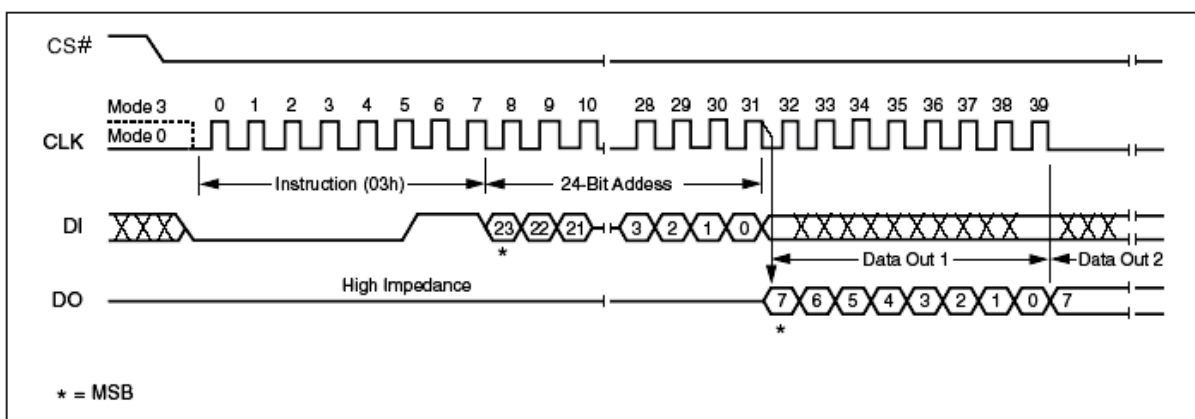 CS#
Mode 3
0 1 2 3 4 5 6 7 8 9 10 28 29 30 31 32 33 34 35 36 37 38 39
Mode 0
CLK
Instruction (03h) 24-Bit Addess
DI 23 22 21 3 2 1 0
*
Data Out 1 Data Out 2
High Impedance
DO 7 6 5 4 3 2 1 0 7
*
* = MSB